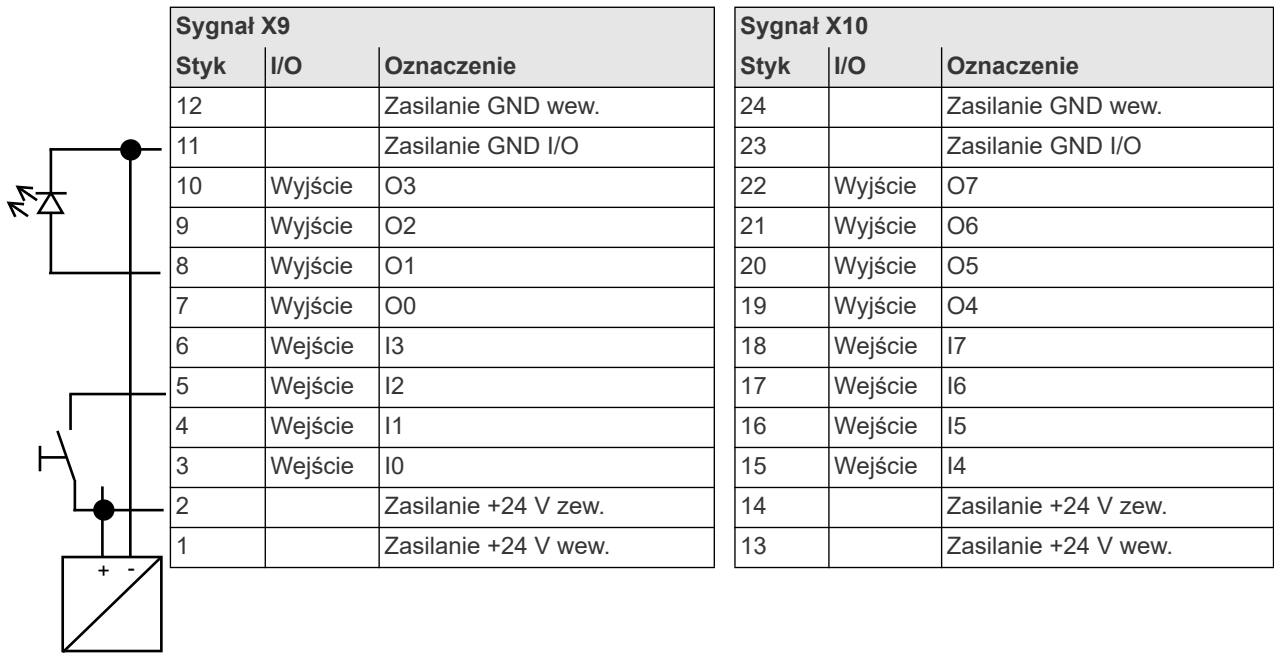 Sygnał X9
Styk I/O Oznaczenie
12 Zasilanie GND wew.
11 Zasilanie GND I/O
10 Wyjście O3
9 Wyjście O2
8 Wyjście O1
7 Wyjście O0
6 Wejście I3
5 Wejście I2
4 Wejście I1
3 Wejście I0
2 Zasilanie +24 V zew.
1 Zasilanie +24 V wew.
+ -
Sygnał X10
Styk I/O Oznaczenie
24 Zasilanie GND wew.
23 Zasilanie GND I/O
22 Wyjście O7
21 Wyjście O6
20 Wyjście O5
19 Wyjście O4
18 Wejście I7
17 Wejście I6
16 Wejście I5
15 Wejście I4
14 Zasilanie +24 V zew.
13 Zasilanie +24 V wew.